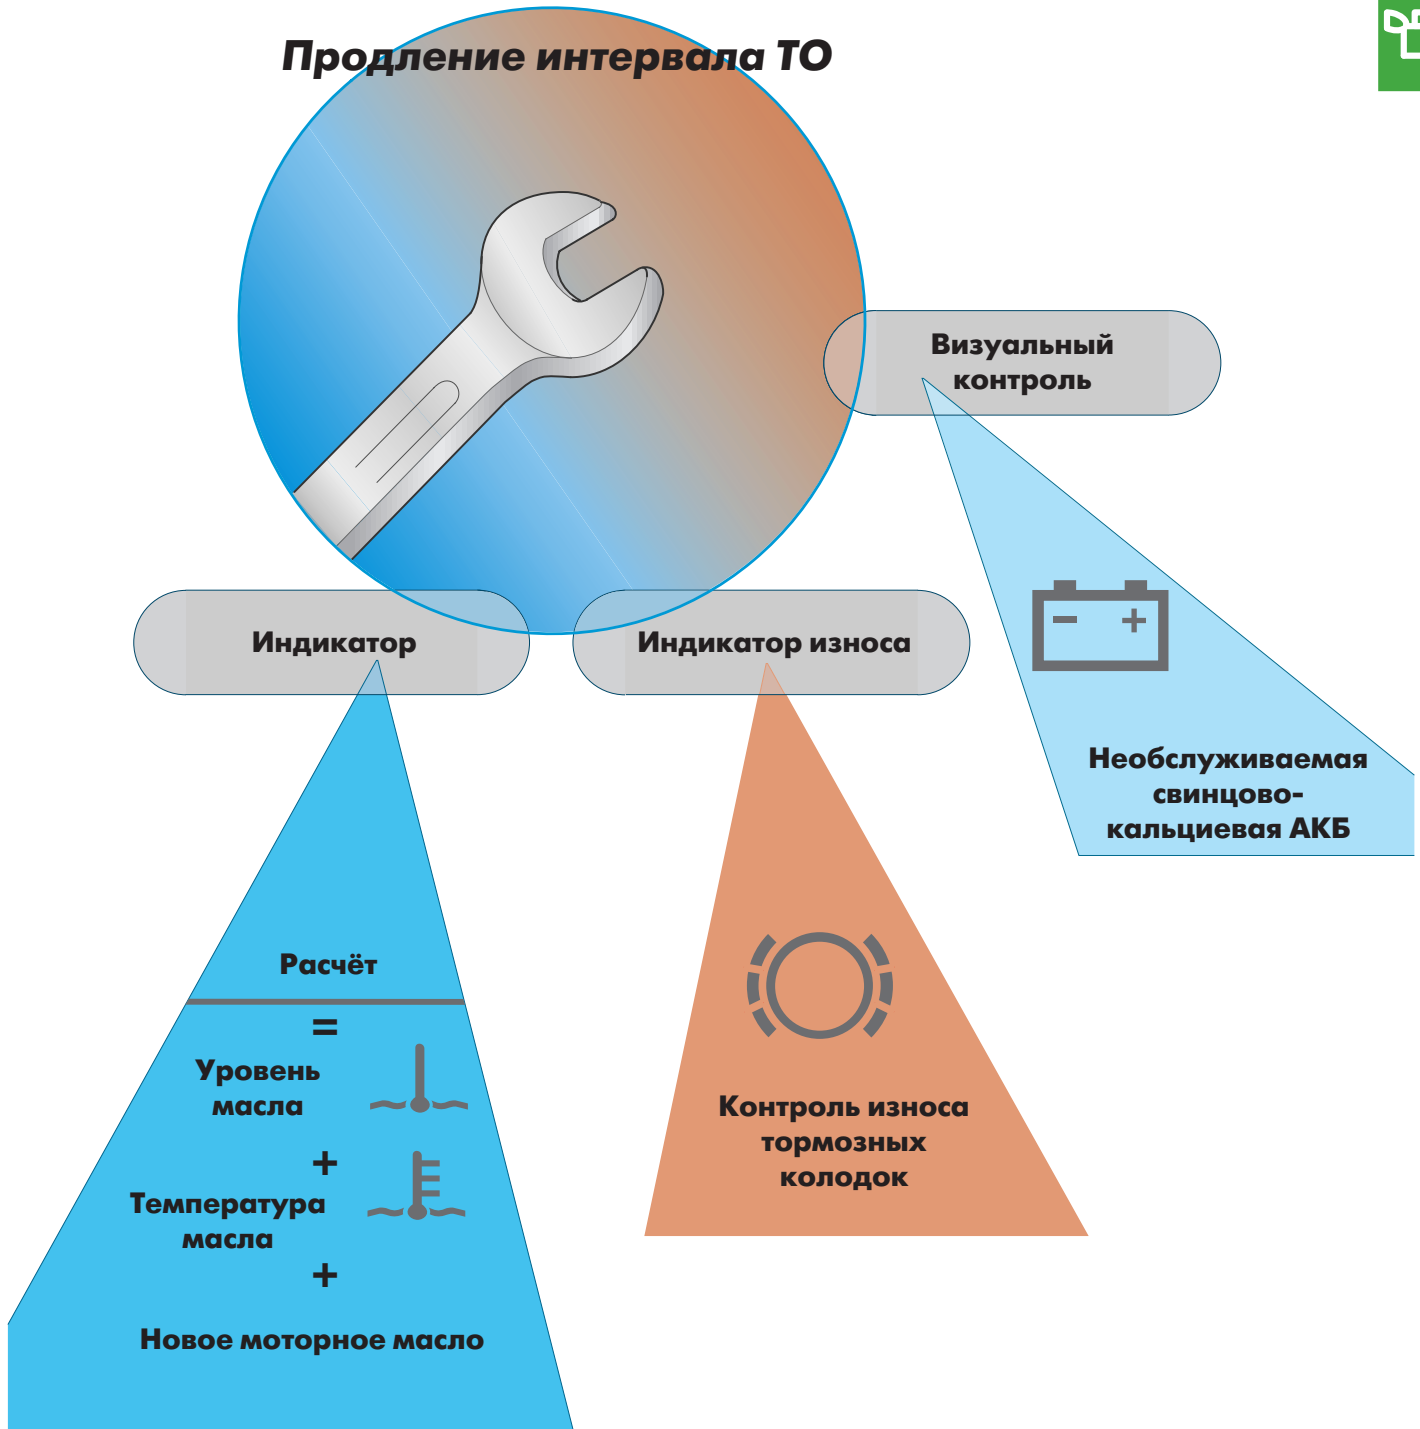 Продление интервала ТО
Визуальный
контроль
Индикатор
Индикатор износа
Необслуживаемая
свинцово-
кальциевая АКБ
Расчёт
=
Уровень
масла
+
Температура
масла
+
Новое моторное масло
Контроль износа
тормозных
колодок
- +